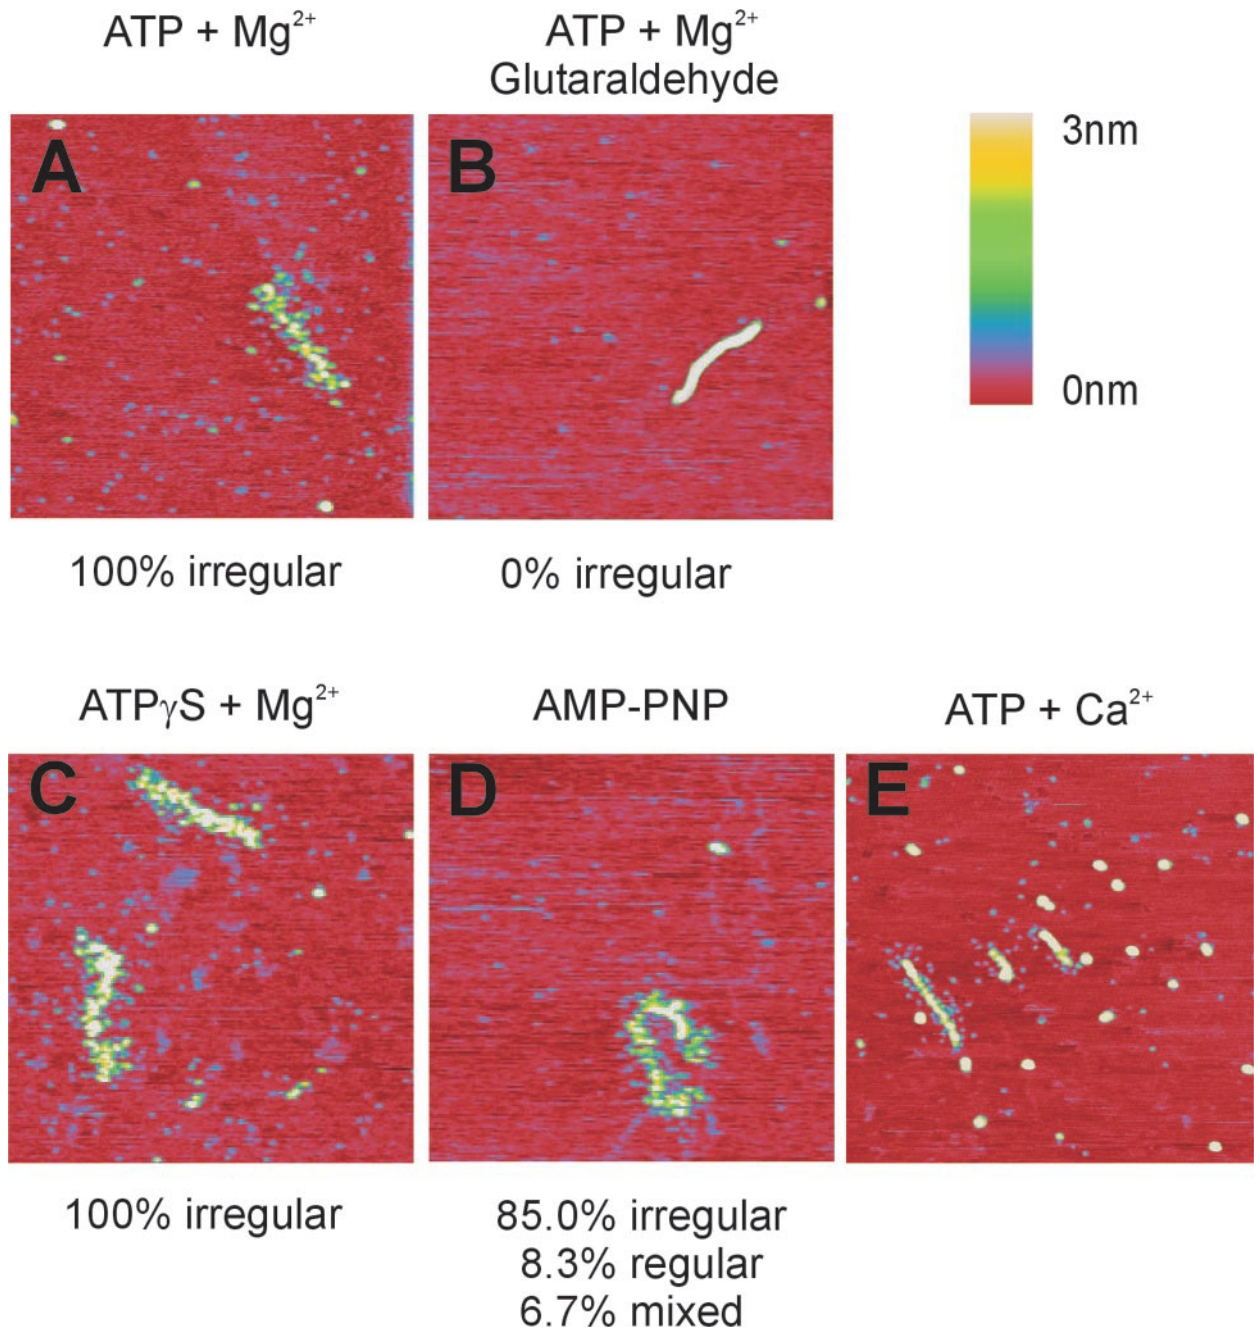 ATP + Mg²⁺
ATP + Mg²⁺
Glutaraldehyde
A
B
3nm
0nm
100% irregular
0% irregular
ATPγS + Mg²⁺
AMP-PNP
ATP + Ca²⁺
C
D
E
100% irregular
85.0% irregular
8.3% regular
6.7% mixed